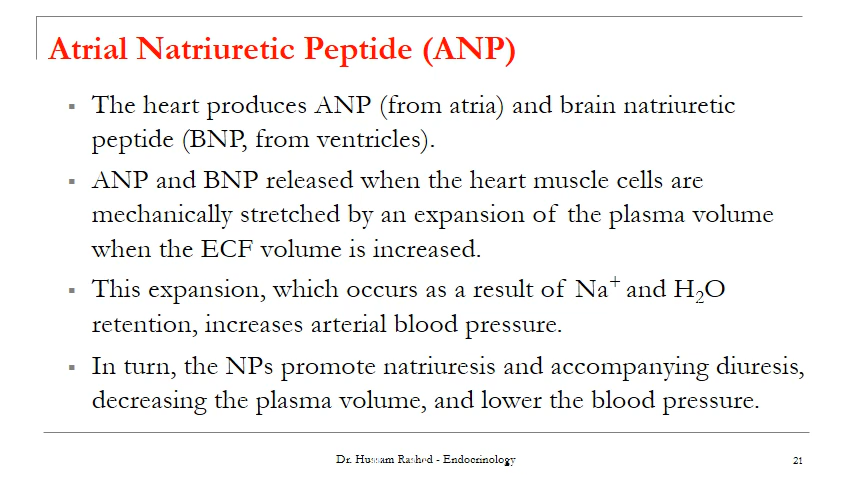 Atrial Natriuretic Peptide (ANP)
▪ The heart produces ANP (from atria) and brain natriuretic
peptide (BNP, from ventricles).
▪ ANP and BNP released when the heart muscle cells are
mechanically stretched by an expansion of the plasma volume
when the ECF volume is increased.
▪ This expansion, which occurs as a result of Na⁺ and H₂O
retention, increases arterial blood pressure.
▪ In turn, the NPs promote natriuresis and accompanying diuresis,
decreasing the plasma volume, and lower the blood pressure.
Dr. Hussam Rashed - Endocrinology
21